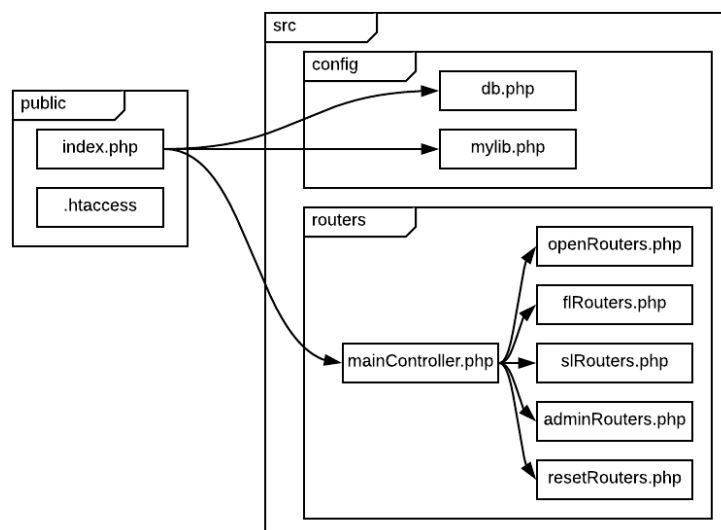 src
config
db.php
mylib.php
public
index.php
.htaccess
routers
openRouters.php
flRouters.php
mainController.php
slRouters.php
adminRouters.php
resetRouters.php